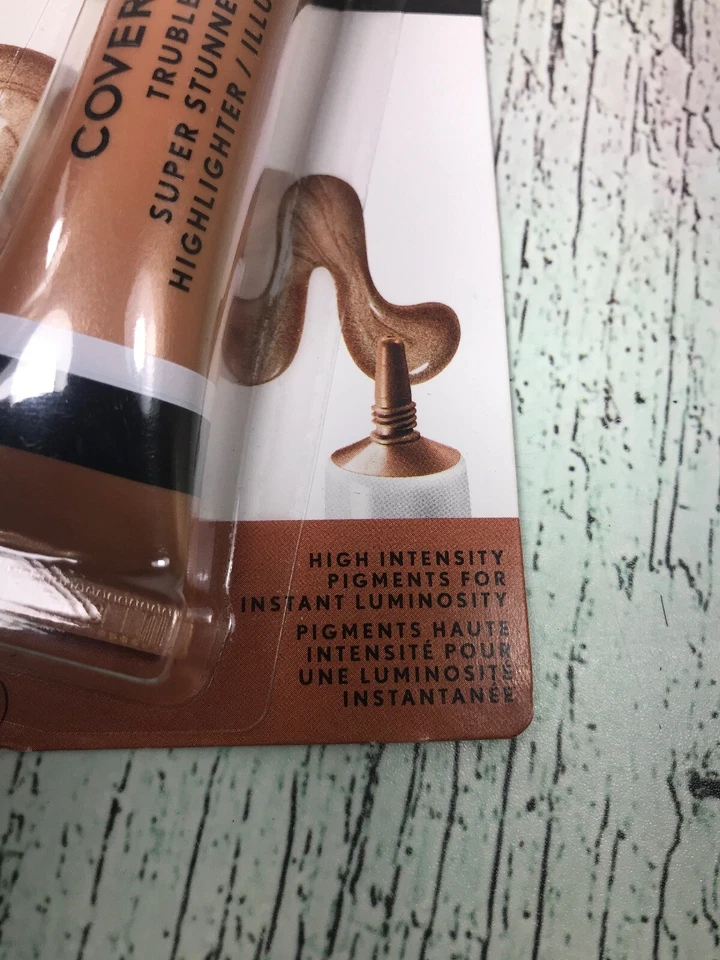 COVER
TRUBLE
SUPER STUNNE
HIGHLIGHTER / ILLU
HIGH INTENSITY
PIGMENTS FOR
INSTANT LUMINOSITY
PIGMENTS HAUTE
INTENSITÉ POUR
UNE LUMINOSITÉ
INSTANTANÉE